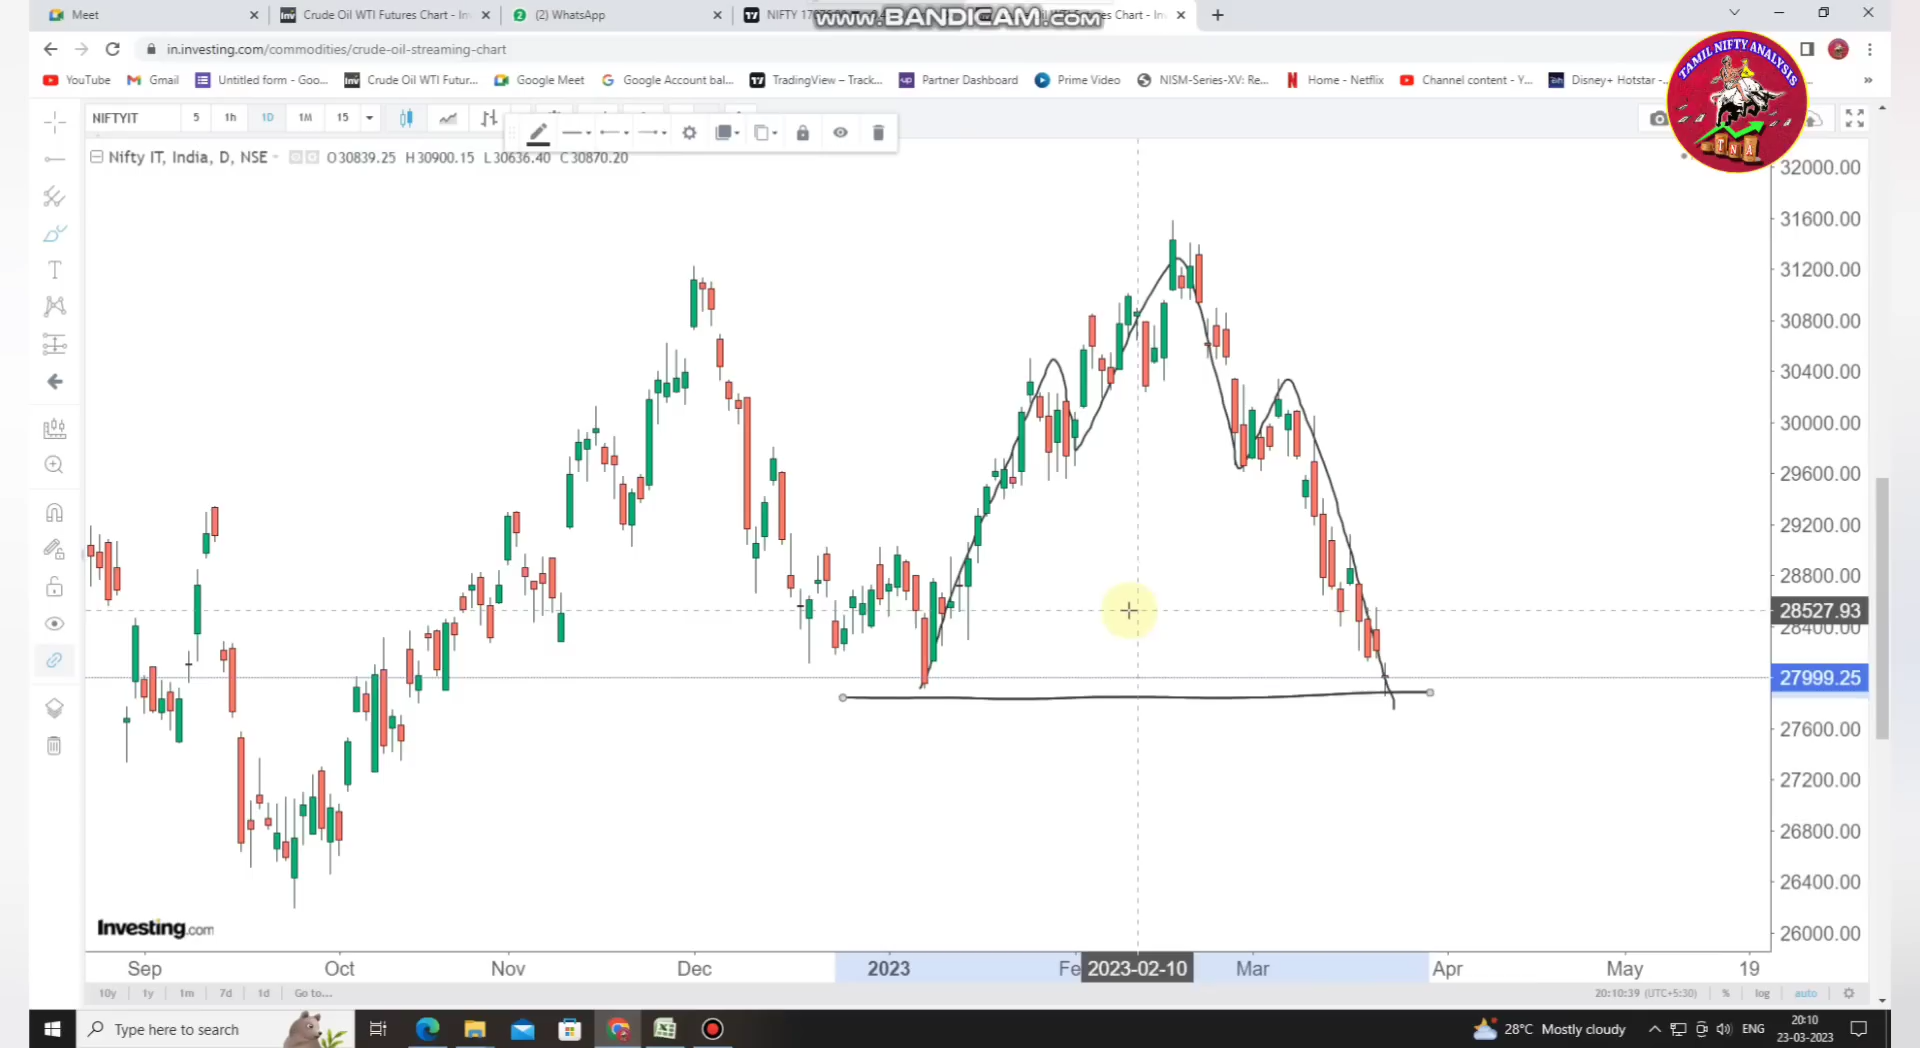 Meet
Crude Oil WTI Futures Chart - In
(2) WhatsApp
www.BANDICAM.com
in.investing.com/commodities/crude-oil-streaming-chart
YouTube
Gmail
Untitled form - Goo...
Crude Oil WTI Futur...
Google Meet
Google Account bal...
TradingView – Track...
Partner Dashboard
Prime Video
NISM-Series-XV: Re...
Home - Netflix
Channel content - Y...
Disney+ Hotstar -
TAMIL NIFTY ANALYSIS
TNA
NIFTYIT 5 1h 1D 1M 15
Nifty IT, India, D, NSE O30839.25 H30900.15 L30636.40 C30870.20
32000.00
31600.00
31200.00
30800.00
30400.00
30000.00
29600.00
29200.00
28800.00
28527.93
28400.00
27999.25
27600.00
27200.00
26800.00
26400.00
26000.00
Investing.com
Sep Oct Nov Dec 2023 Fe 2023-02-10 Mar Apr May 19
10y 1y 1m 7d 1d Go to... 20:10:39 (UTC+5:30) % log auto
Type here to search
28°C Mostly cloudy
ENG
20:10
23-03-2023